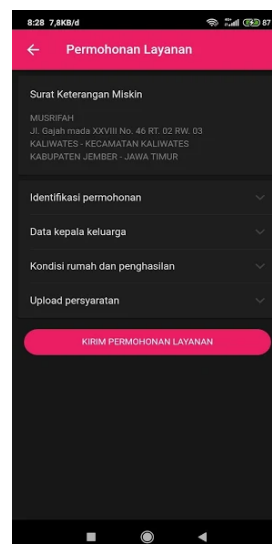 8:28 7,8KB/d
87
Permohonan Layanan
Surat Keterangan Miskin
MUSRIFAH
Jl. Gajah mada XXVIII No. 46 RT. 02 RW. 03
KALIWATES - KECAMATAN KALIWATES
KABUPATEN JEMBER - JAWA TIMUR
Identifikasi permohonan
Data kepala keluarga
Kondisi rumah dan penghasilan
Upload persyaratan
KIRIM PERMOHONAN LAYANAN